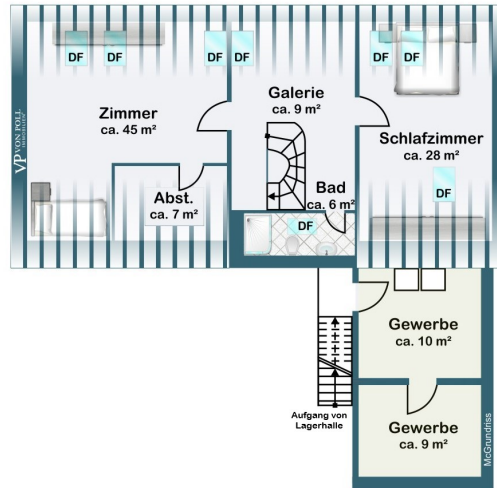 DF
DF
DF
DF
DF
DF
Zimmer
ca. 45 m²
Galerie
ca. 9 m²
Schlafzimmer
ca. 28 m²
VP VON POLL
IMMOBILIEN
Abst.
ca. 7 m²
Bad
ca. 6 m²
DF
DF
Gewerbe
ca. 10 m²
Aufgang von
Lagerhalle
Gewerbe
ca. 9 m²
McGrundriss